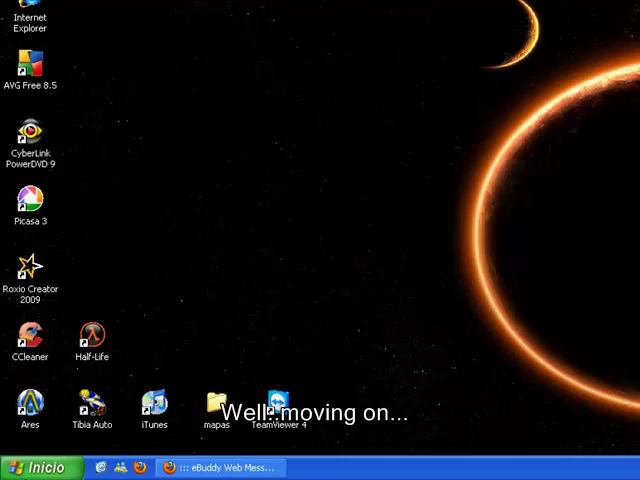 Internet
Explorer
AVG Free 8.5
CyberLink
PowerDVD 9
Picasa 3
Roxio Creator
2009
CCleaner
Half-Life
Ares
Tibia Auto
iTunes
mapas
TeamViewer 4
Well..moving on...
Inicio
::: eBuddy Web Mess...